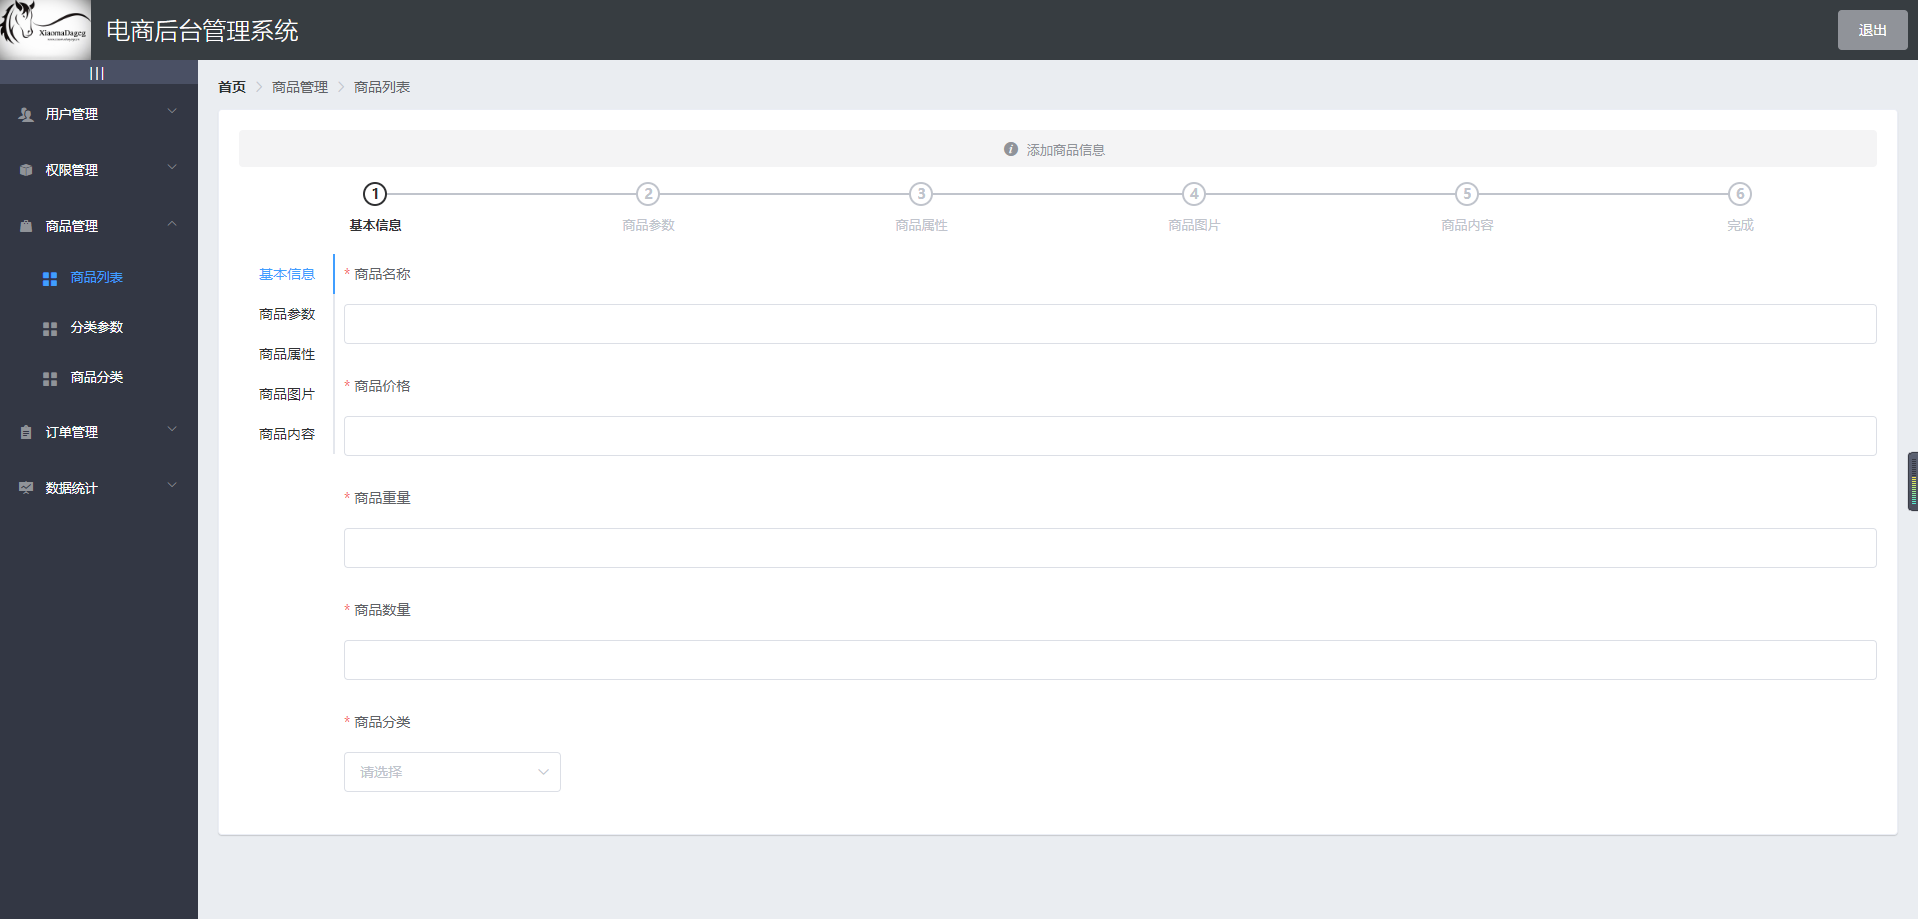 XiaomaDageg
电商后台管理系统
退出
|||
用户管理
权限管理
商品管理
商品列表
分类参数
商品分类
订单管理
数据统计
首页 > 商品管理 > 商品列表
添加商品信息
1 2 3 4 5 6
基本信息 商品参数 商品属性 商品图片 商品内容 完成
基本信息
商品参数
商品属性
商品图片
商品内容
* 商品名称
* 商品价格
* 商品重量
* 商品数量
* 商品分类
请选择